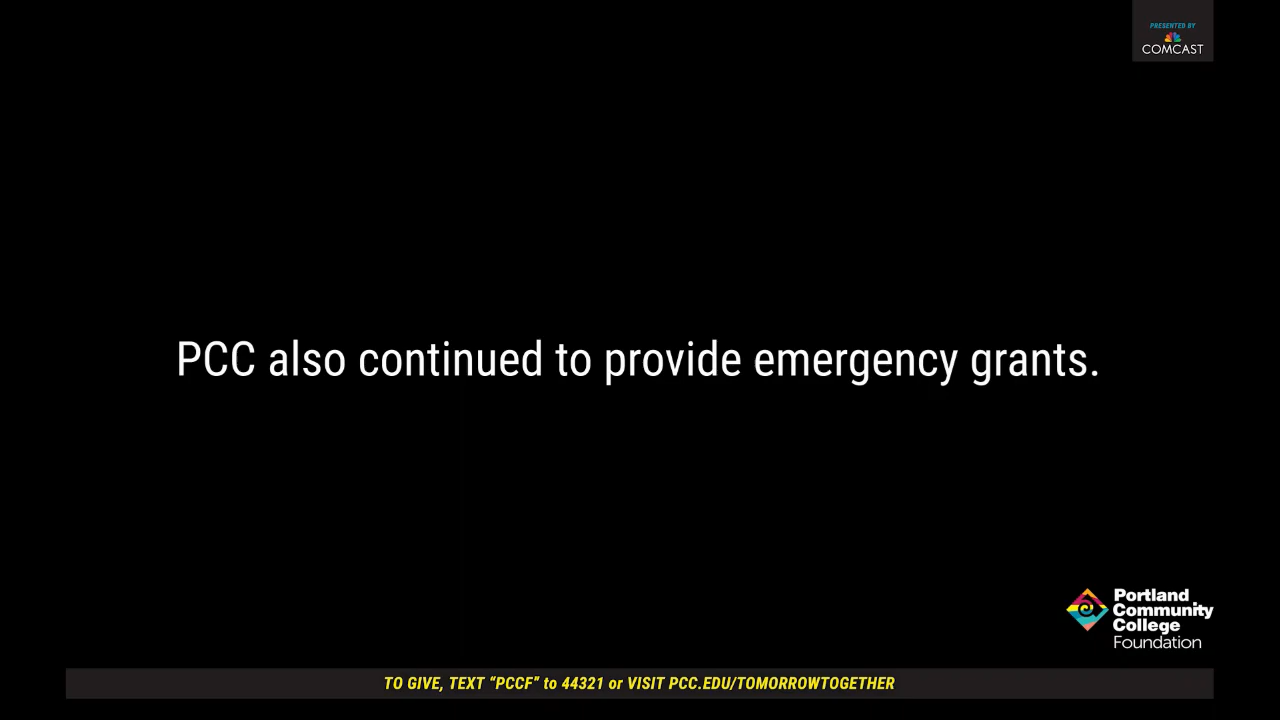 PRESENTED BY
COMCAST
PCC also continued to provide emergency grants.
Portland
Community
College
Foundation
TO GIVE, TEXT “PCCF” to 44321 or VISIT PCC.EDU/TOMORROWTOGETHER